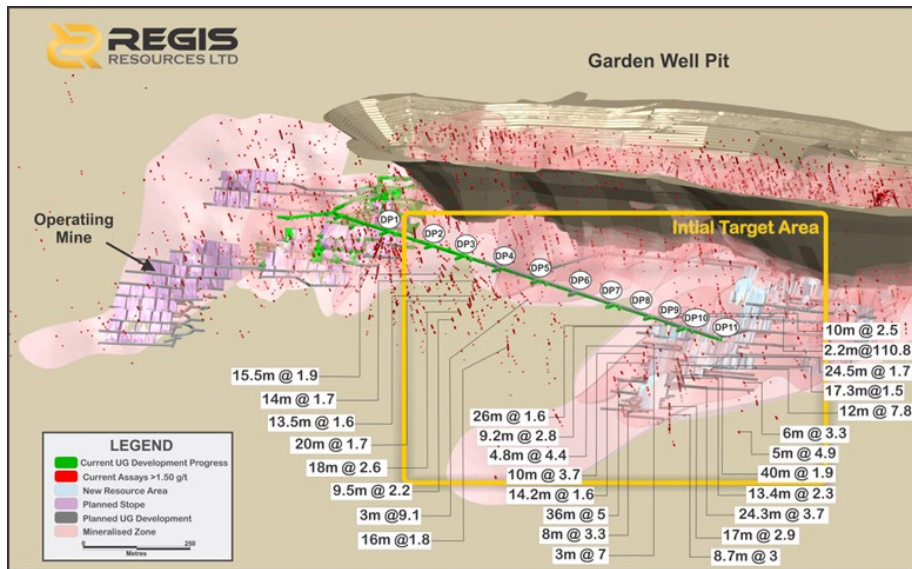 REGIS
RESOURCES LTD
Garden Well Pit
Operatiing
Mine
Intial Target Area
DP1
DP2
DP3
DP4
DP5
DP6
DP7
DP8
DP9
DP10
DP11
15.5m @ 1.9
14m @ 1.7
13.5m @ 1.6
20m @ 1.7
18m @ 2.6
9.5m @ 2.2
3m @9.1
16m @1.8
26m @ 1.6
9.2m @ 2.8
4.8m @ 4.4
10m @ 3.7
14.2m @ 1.6
36m @ 5
8m @ 3.3
3m @ 7
10m @ 2.5
2.2m@110.8
24.5m @ 1.7
17.3m@1.5
12m @ 7.8
6m @ 3.3
5m @ 4.9
40m @ 1.9
13.4m @ 2.3
24.3m @ 3.7
17m @ 2.9
8.7m @ 3
LEGEND
Current UG Development Progress
Current Assays >1.50 g/t
New Resource Area
Planned Stope
Planned UG Development
Mineralised Zone
0 250
Metres